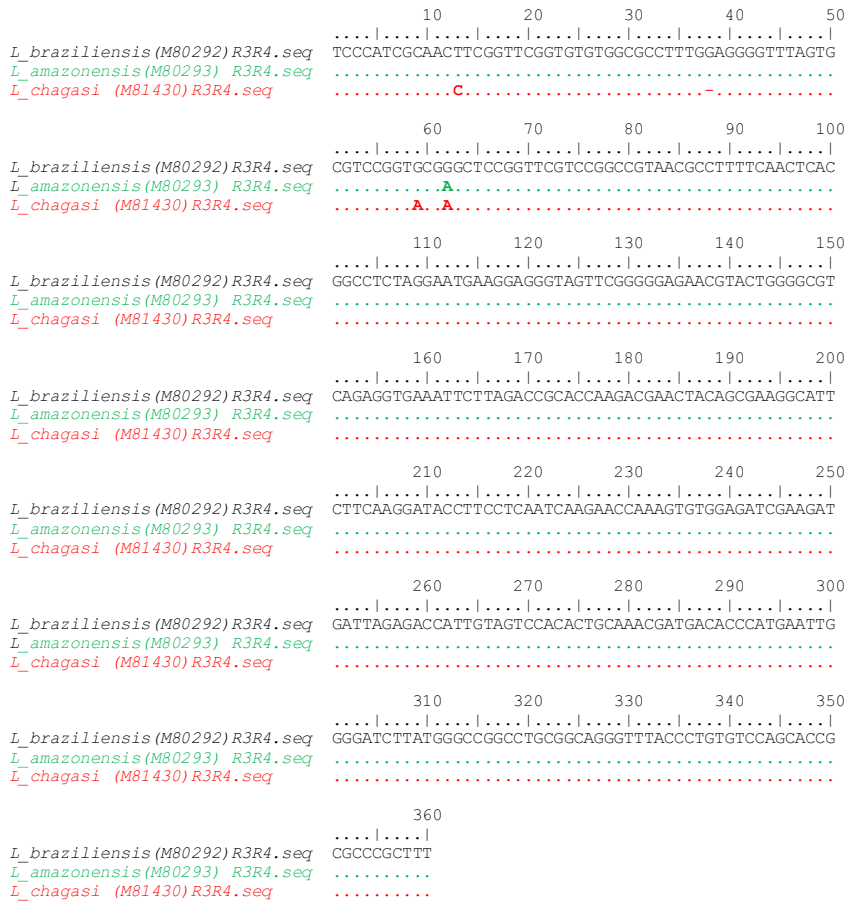 10 20 30 40 50
....|....|....|....|....|....|....|....|....|....|
L_braziliensis(M80292)R3R4.seq TCCCATCGCAACTTCGGTTCGGTGTGTGGCGCCTTTGGAGGGGTTTAGTG
L_amazonensis(M80293) R3R4.seq ..................................................
L_chagasi (M81430)R3R4.seq ............C........................-............
60 70 80 90 100
....|....|....|....|....|....|....|....|....|....|
L_braziliensis(M80292)R3R4.seq CGTCCGGTGCGGGCTCCGGTTCGTCCGGCCGTAACGCCTTTTCAACTCAC
L_amazonensis(M80293) R3R4.seq ...........A......................................
L_chagasi (M81430)R3R4.seq ........A..A......................................
110 120 130 140 150
....|....|....|....|....|....|....|....|....|....|
L_braziliensis(M80292)R3R4.seq GGCCTCTAGGAATGAAGGAGGGTAGTTCGGGGGAGAACGTACTGGGGCGT
L_amazonensis(M80293) R3R4.seq ..................................................
L_chagasi (M81430)R3R4.seq ..................................................
160 170 180 190 200
....|....|....|....|....|....|....|....|....|....|
L_braziliensis(M80292)R3R4.seq CAGAGGTGAAATTCTTAGACCGCACCAAGACGAACTACAGCGAAGGCATT
L_amazonensis(M80293) R3R4.seq ..................................................
L_chagasi (M81430)R3R4.seq ..................................................
210 220 230 240 250
....|....|....|....|....|....|....|....|....|....|
L_braziliensis(M80292)R3R4.seq CTTCAAGGATACCTTCCTCAATCAAGAACCAAAGTGTGGAGATCGAAGAT
L_amazonensis(M80293) R3R4.seq ..................................................
L_chagasi (M81430)R3R4.seq ..................................................
260 270 280 290 300
....|....|....|....|....|....|....|....|....|....|
L_braziliensis(M80292)R3R4.seq GATTAGAGACCATTGTAGTCCACACTGCAAACGATGACACCCATGAATTG
L_amazonensis(M80293) R3R4.seq ..................................................
L_chagasi (M81430)R3R4.seq ..................................................
310 320 330 340 350
....|....|....|....|....|....|....|....|....|....|
L_braziliensis(M80292)R3R4.seq GGGATCTTATGGGCCGGCCTGCGGCAGGGTTTACCCTGTGTCCAGCACCG
L_amazonensis(M80293) R3R4.seq ..................................................
L_chagasi (M81430)R3R4.seq ..................................................
360
....|....|
L_braziliensis(M80292)R3R4.seq CGCCCGCTTT
L_amazonensis(M80293) R3R4.seq ..........
L_chagasi (M81430)R3R4.seq ..........